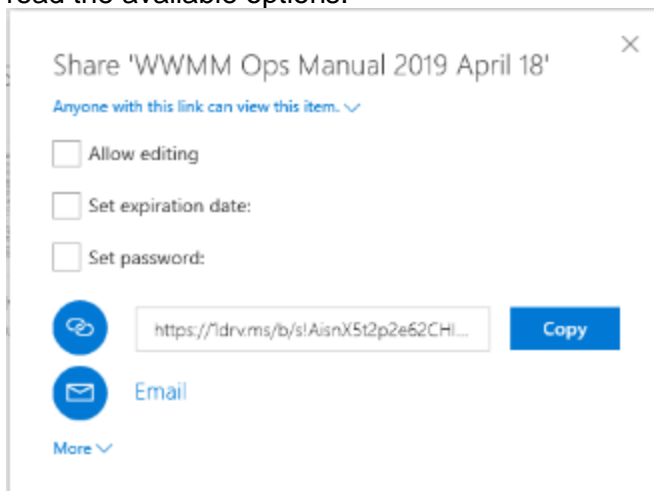 read the available options.
Share 'WWMM Ops Manual 2019 April 18'
Anyone with this link can view this item.
Allow editing
Set expiration date:
Set password:
https://1drv.ms/b/s!AisnX5t2p2e62CHI... Copy
Email
More